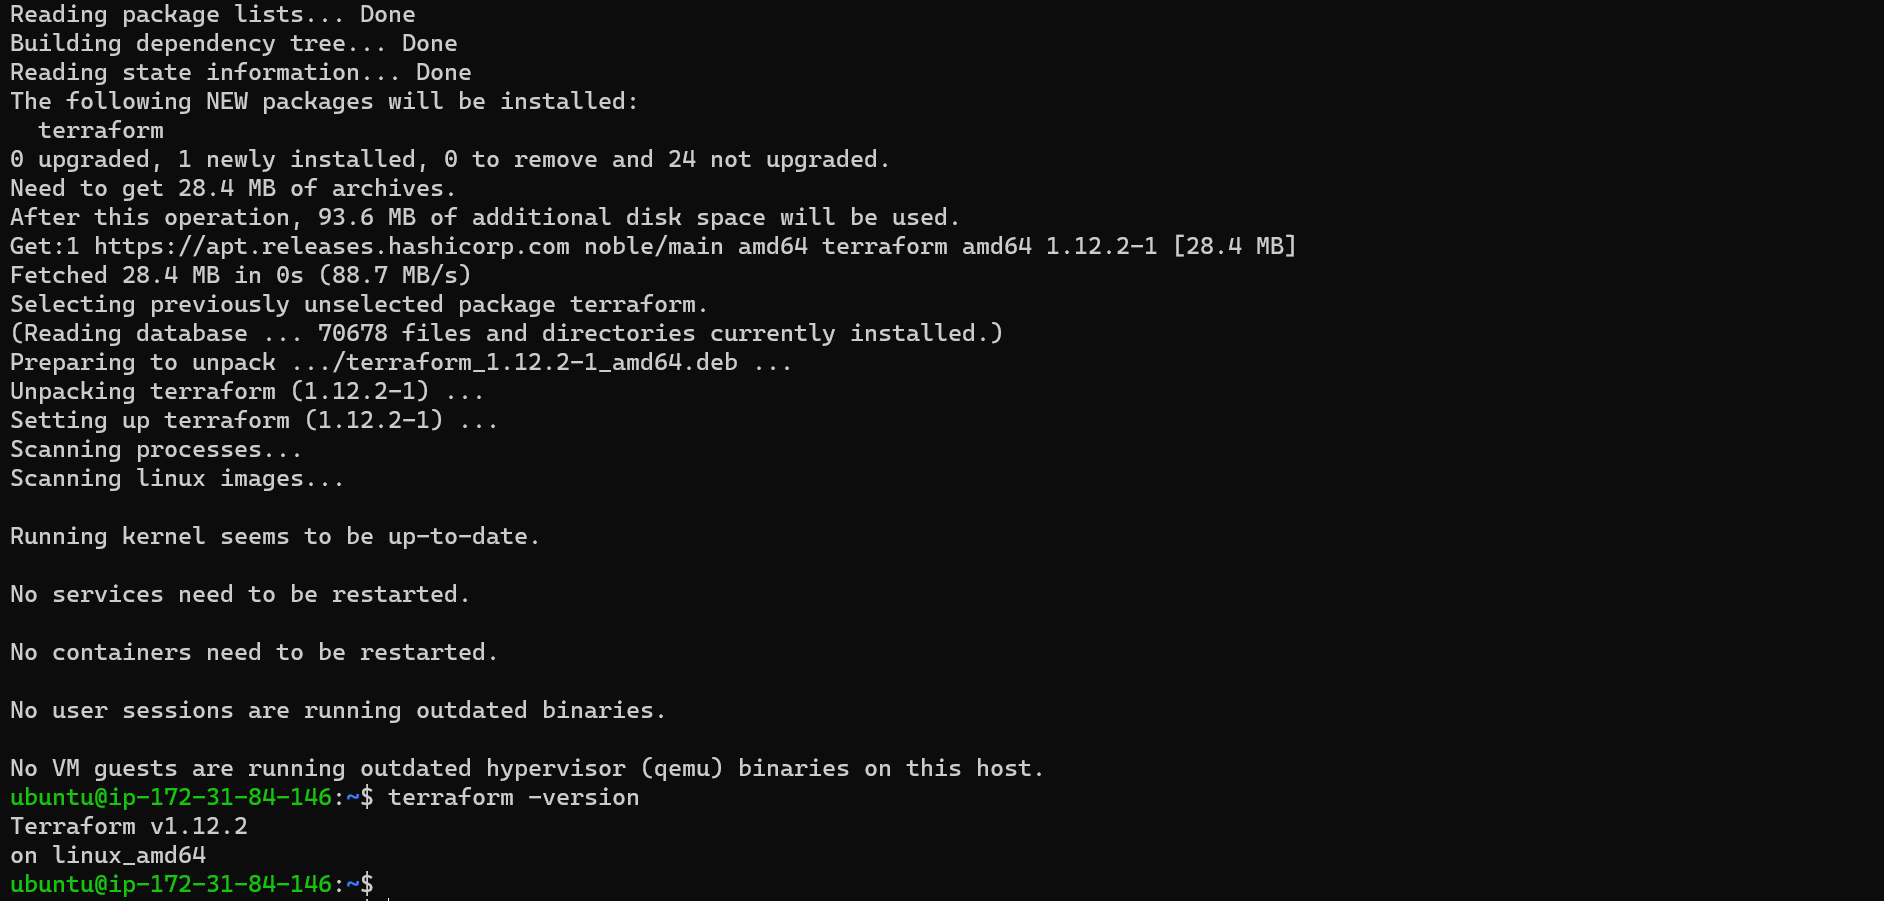 Reading package lists... Done
Building dependency tree... Done
Reading state information... Done
The following NEW packages will be installed:
  terraform
0 upgraded, 1 newly installed, 0 to remove and 24 not upgraded.
Need to get 28.4 MB of archives.
After this operation, 93.6 MB of additional disk space will be used.
Get:1 https://apt.releases.hashicorp.com noble/main amd64 terraform amd64 1.12.2-1 [28.4 MB]
Fetched 28.4 MB in 0s (88.7 MB/s)
Selecting previously unselected package terraform.
(Reading database ... 70678 files and directories currently installed.)
Preparing to unpack .../terraform_1.12.2-1_amd64.deb ...
Unpacking terraform (1.12.2-1) ...
Setting up terraform (1.12.2-1) ...
Scanning processes...
Scanning linux images...

Running kernel seems to be up-to-date.

No services need to be restarted.

No containers need to be restarted.

No user sessions are running outdated binaries.

No VM guests are running outdated hypervisor (qemu) binaries on this host.
ubuntu@ip-172-31-84-146:~$ terraform -version
Terraform v1.12.2
on linux_amd64
ubuntu@ip-172-31-84-146:~$